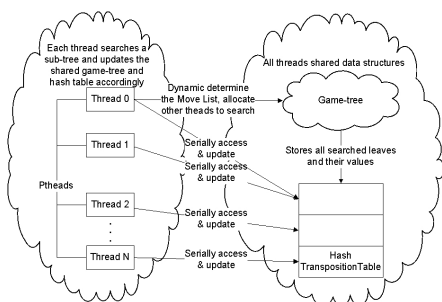 Each thread searches a
sub-tree and updates the
shared game-tree and
hash table accordingly
Thread 0
Thread 1
Pthreads
Thread 2
Thread N
Dynamic determine
the Move List, allocate
other theads to search
Serially access
& update
Serially access
& update
Serially access
& update
Serially access
& update
All threads shared data structures
Game-tree
Stores all searched leaves
and their values
Hash
TranspositionTable